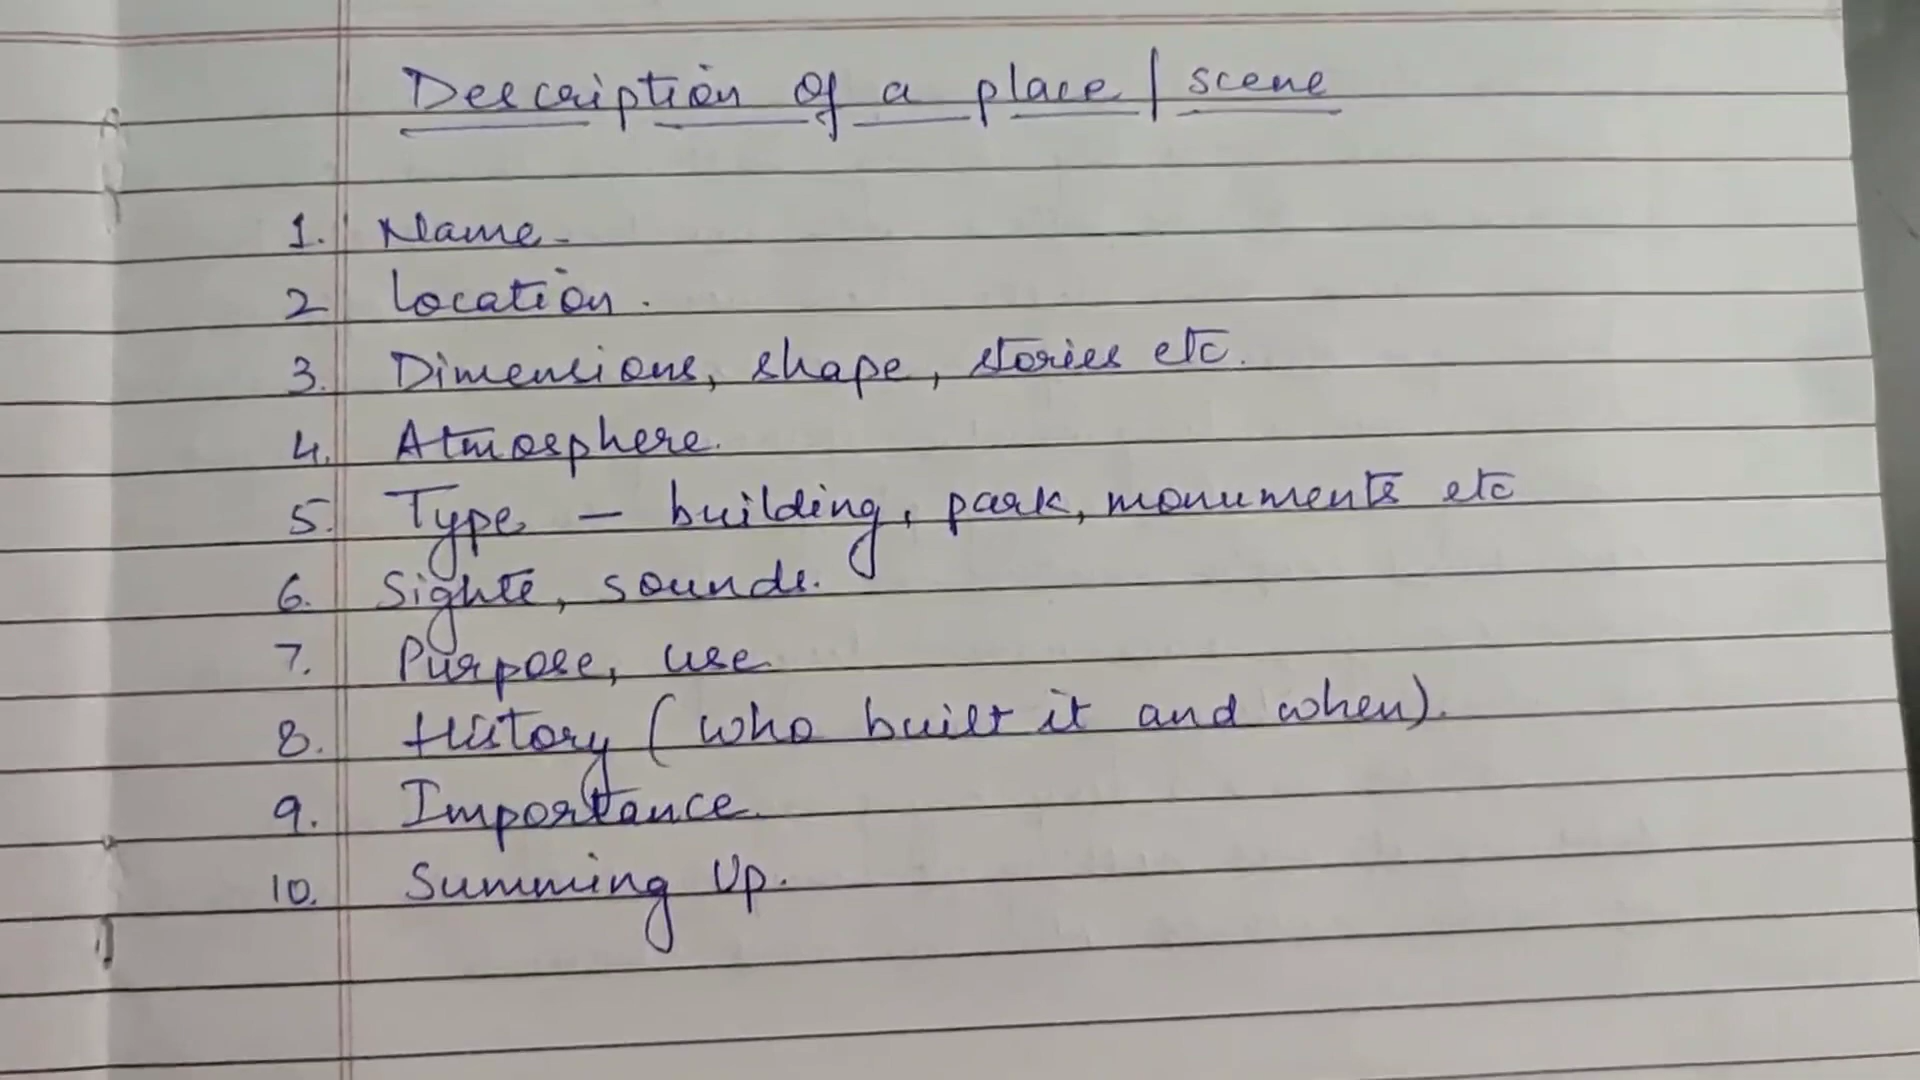 Description of a place / scene
1. Name -
2 Location.
3. Dimensions, shape, stories etc.
4. Atmosphere.
5. Type - building, park, monuments etc
6. Sights, sounds.
7. Purpose, use
8. History (who built it and when).
9. Importance.
10. Summing Up.